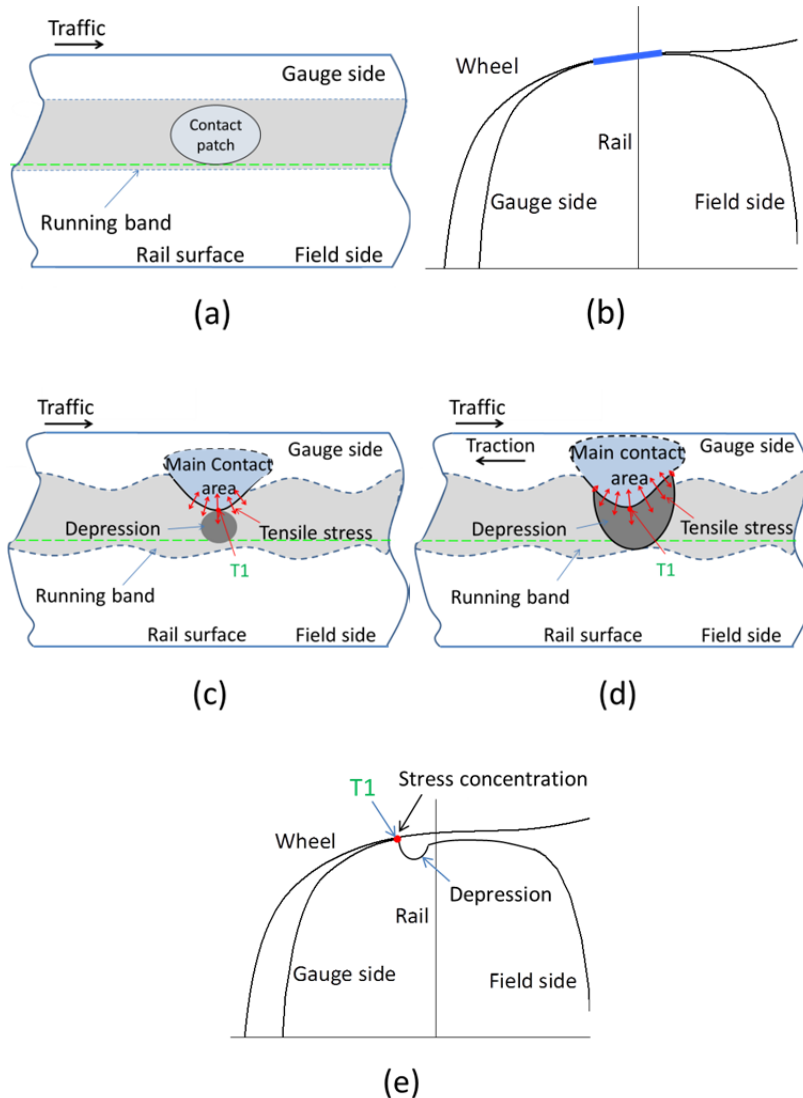 Traffic
Gauge side
Contact
patch
Running band
Rail surface
Field side
(a)
Wheel
Rail
Gauge side
Field side
(b)
Traffic
Gauge side
Main Contact
area
Depression
Tensile stress
T1
Running band
Rail surface
Field side
(c)
Traffic
Traction
Gauge side
Main contact
area
Depression
Tensile stress
T1
Running band
Rail surface
Field side
(d)
T1
Stress concentration
Wheel
Depression
Rail
Gauge side
Field side
(e)